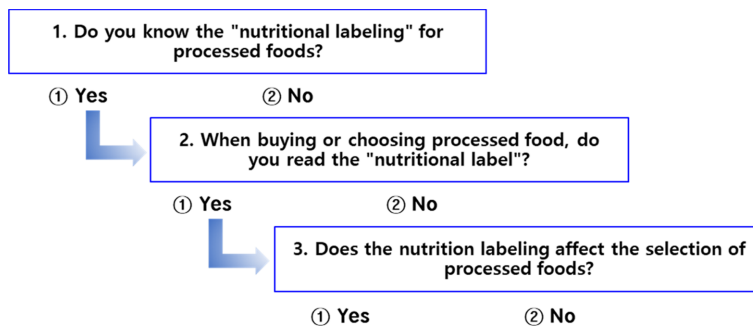 1. Do you know the "nutritional labeling" for
processed foods?
① Yes ② No
2. When buying or choosing processed food, do
you read the "nutritional label"?
① Yes ② No
3. Does the nutrition labeling affect the selection of
processed foods?
① Yes ② No